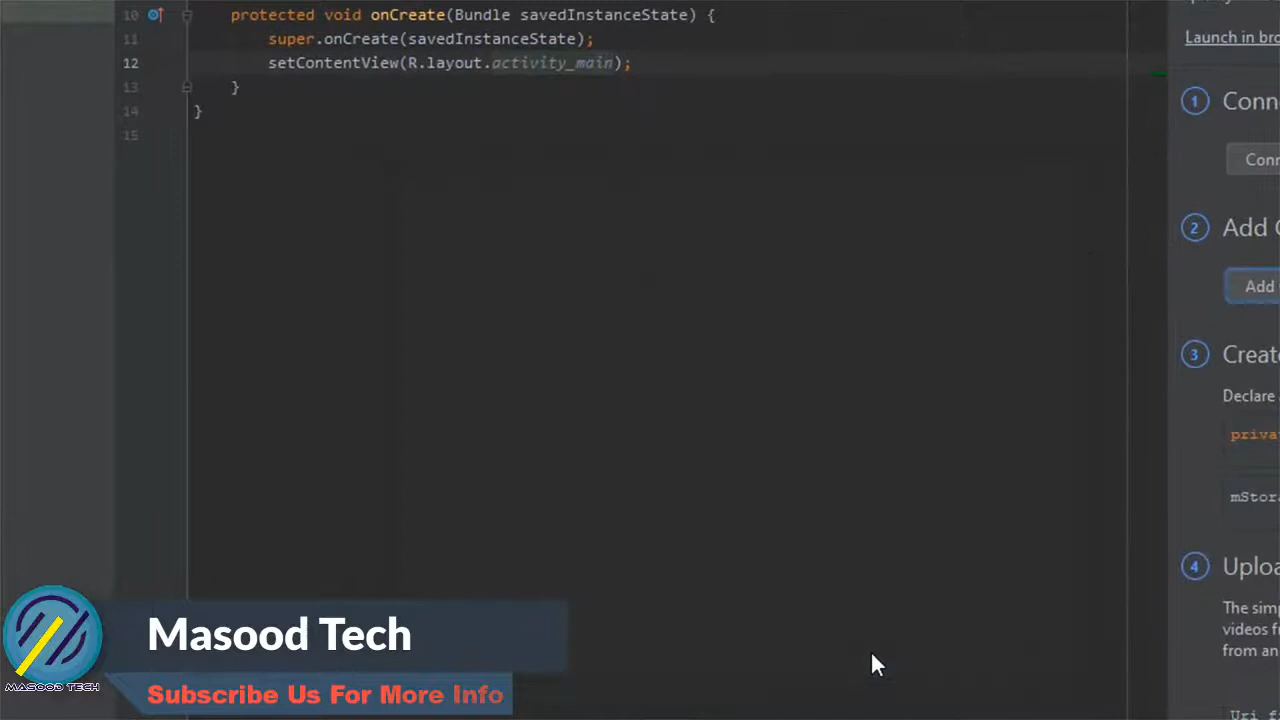 10 protected void onCreate(Bundle savedInstanceState) {
11 super.onCreate(savedInstanceState);
12 setContentView(R.layout.activity_main);
13 }
14 }
15
Launch in bro
1 Conn
Conn
2 Add
Add
3 Create
Declare
priva
mStora
4 Uploa
The simp
videos f
from an
Uri f
Masood Tech
MASOOD TECH
Subscribe Us For More Info